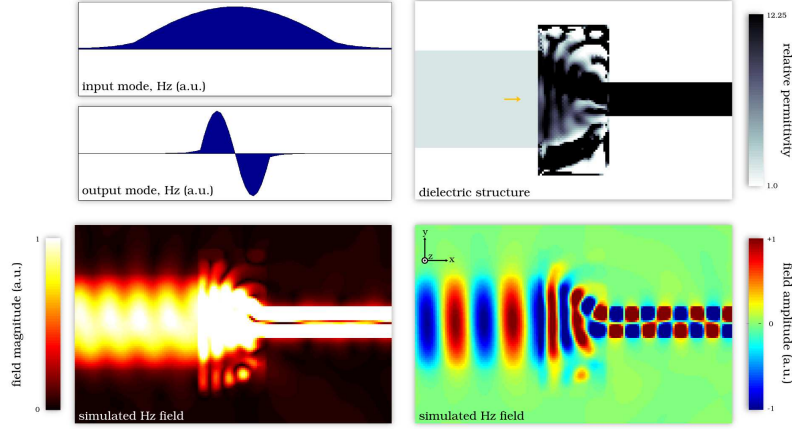 input mode, Hz (a.u.)
output mode, Hz (a.u.)
dielectric structure
12.25
relative permittivity
1.0
field magnitude (a.u.)
1
0
simulated Hz field
y
z
x
simulated Hz field
+1
0
-1
field amplitude (a.u.)